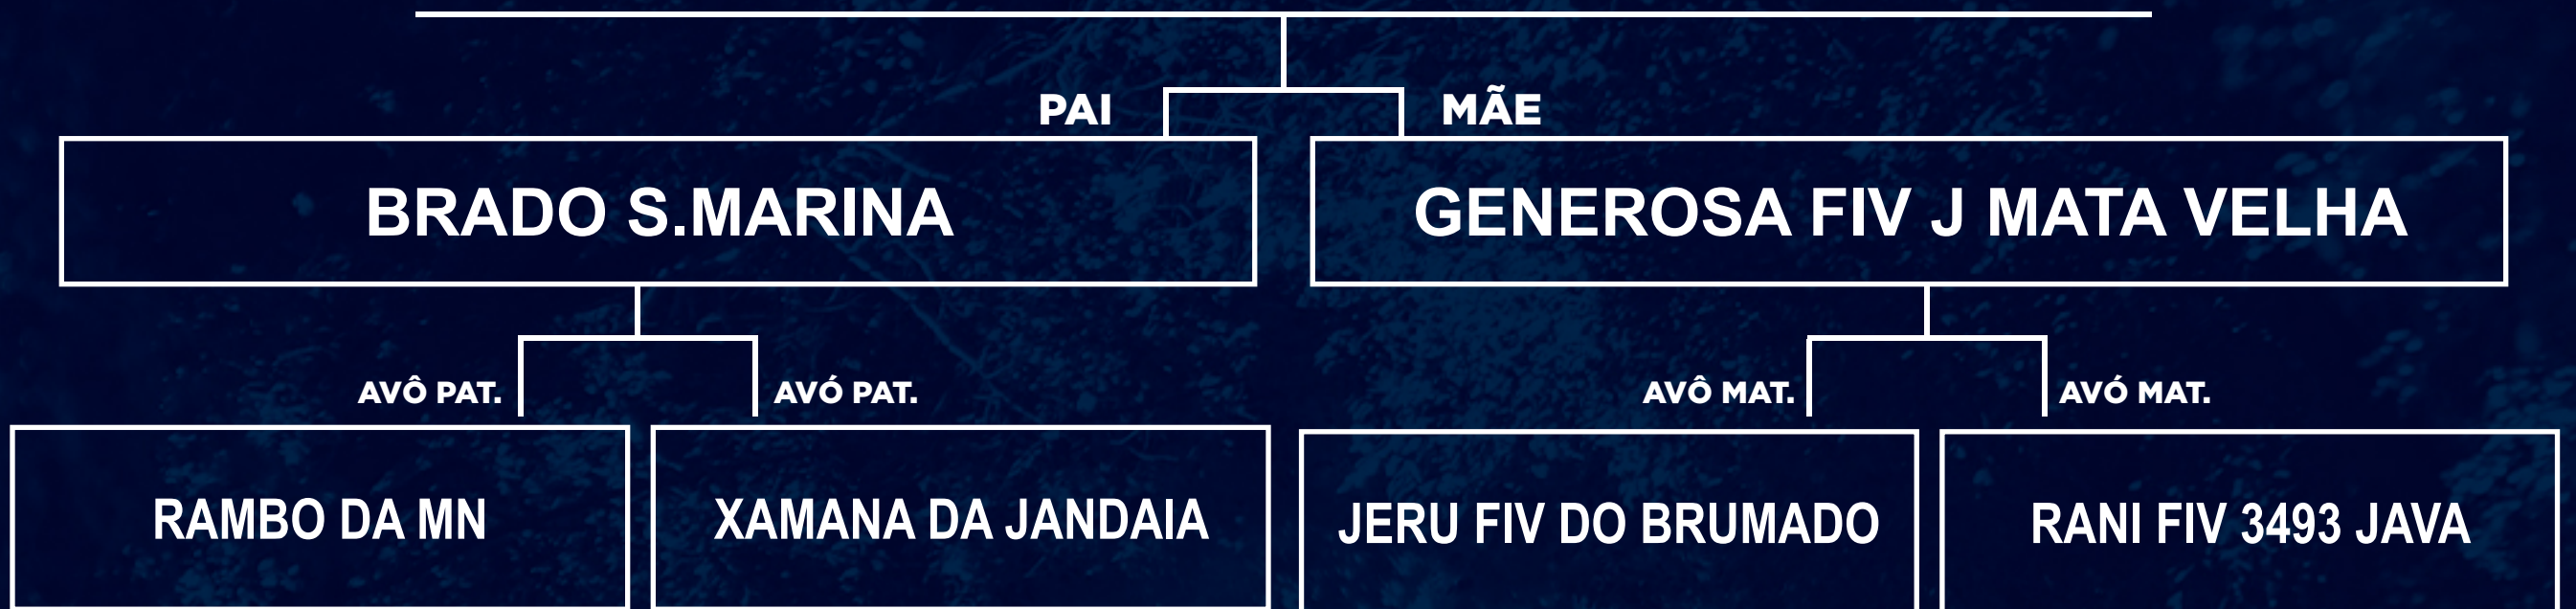 PAI
MÃE
BRADO S.MARINA
GENEROSA FIV J MATA VELHA
AVÔ PAT.
AVÓ PAT.
AVÔ MAT.
AVÓ MAT.
RAMBO DA MN
XAMANA DA JANDAIA
JERU FIV DO BRUMADO
RANI FIV 3493 JAVA